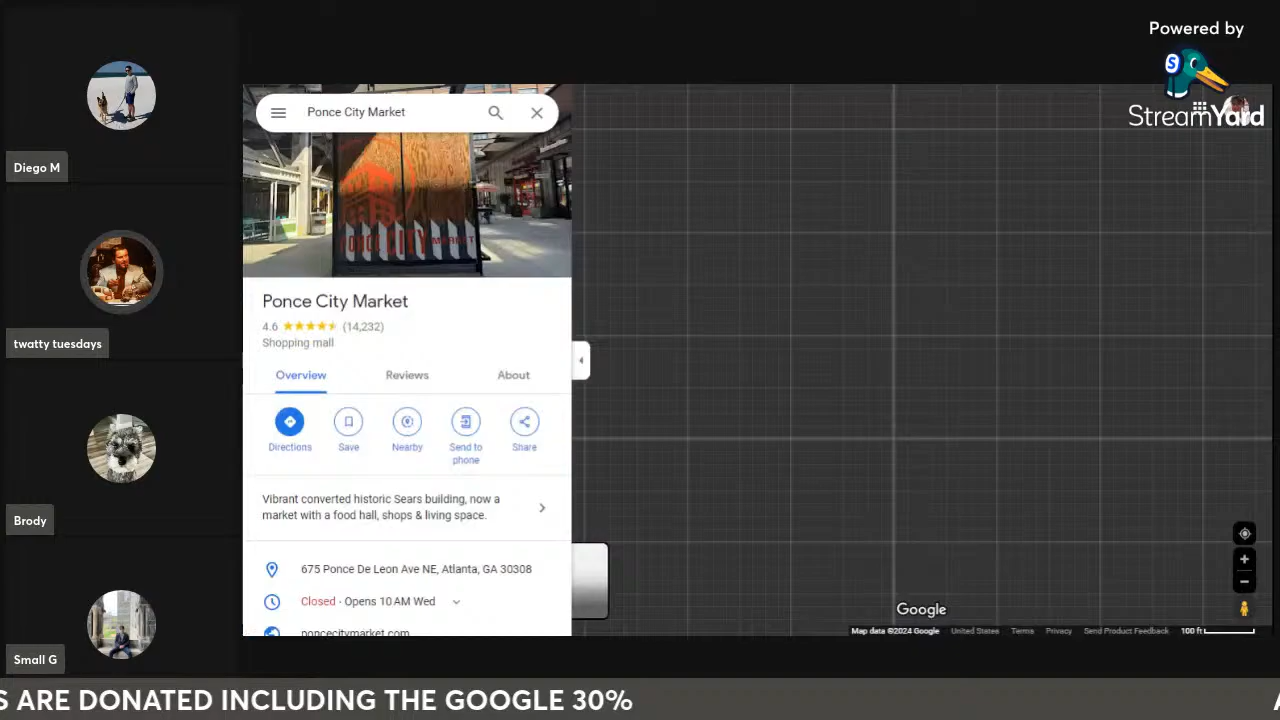 Powered by
StreamYard
Diego M
twatty tuesdays
Brody
Small G
Ponce City Market
PONCE CITY MARKET
Ponce City Market
4.6 (14,232)
Shopping mall
Overview Reviews About
Directions Save Nearby Send to phone Share
Vibrant converted historic Sears building, now a
market with a food hall, shops & living space.
675 Ponce De Leon Ave NE, Atlanta, GA 30308
Closed · Opens 10 AM Wed
poncecitymarket.com
Google
Map data ©2024 Google United States Terms Privacy Send Product Feedback 100 ft
S ARE DONATED INCLUDING THE GOOGLE 30%